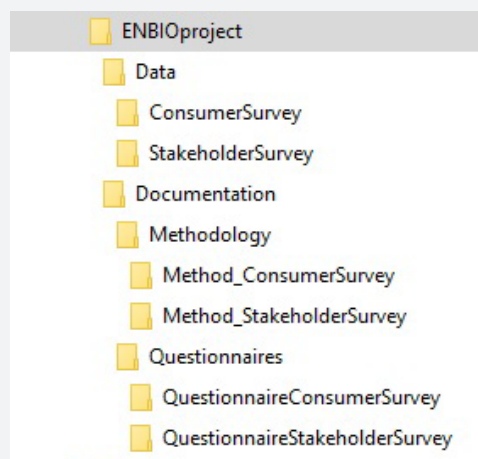 ENBIOproject
Data
ConsumerSurvey
StakeholderSurvey
Documentation
Methodology
Method_ConsumerSurvey
Method_StakeholderSurvey
Questionnaires
QuestionnaireConsumerSurvey
QuestionnaireStakeholderSurvey